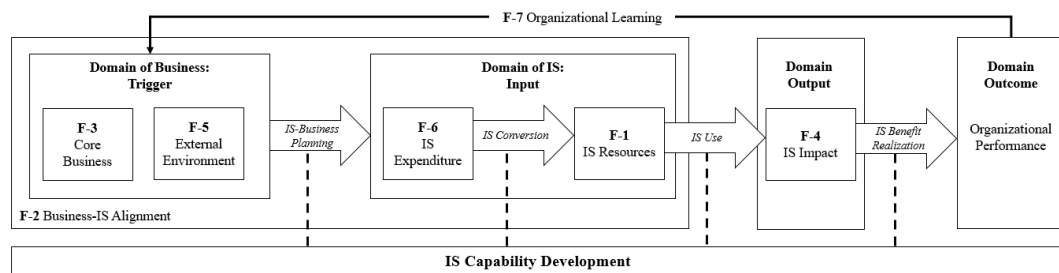 F-7 Organizational Learning
Domain of Business:
Trigger
F-3
Core
Business
F-5
External
Environment
IS-Business
Planning
Domain of IS:
Input
F-6
IS
Expenditure
IS Conversion
F-1
IS Resources
IS Use
Domain
Output
F-4
IS Impact
IS Benefit
Realization
Domain
Outcome
Organizational
Performance
F-2 Business-IS Alignment
IS Capability Development